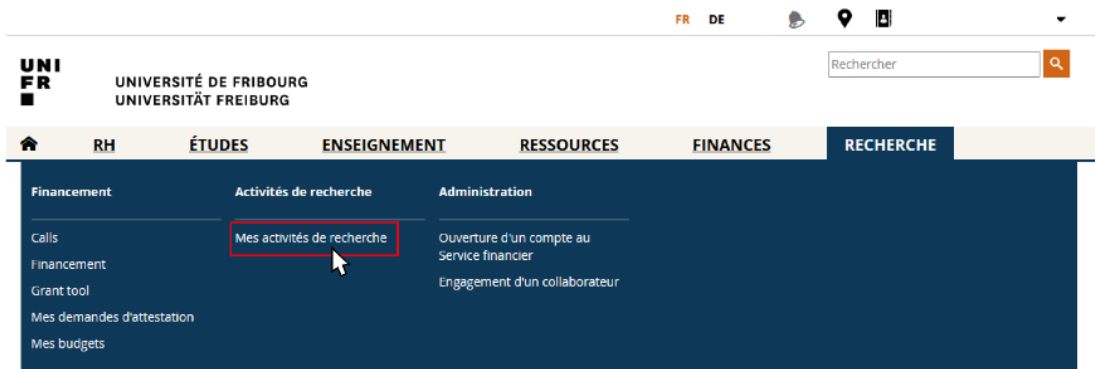 FR DE
UNI
FR
UNIVERSITÉ DE FRIBOURG
UNIVERSITÄT FREIBURG
Rechercher
RH ÉTUDES ENSEIGNEMENT RESSOURCES FINANCES RECHERCHE
Financement
Calls
Financement
Grant tool
Mes demandes d'attestation
Mes budgets
Activités de recherche
Mes activités de recherche
Administration
Ouverture d'un compte au
Service financier
Engagement d'un collaborateur